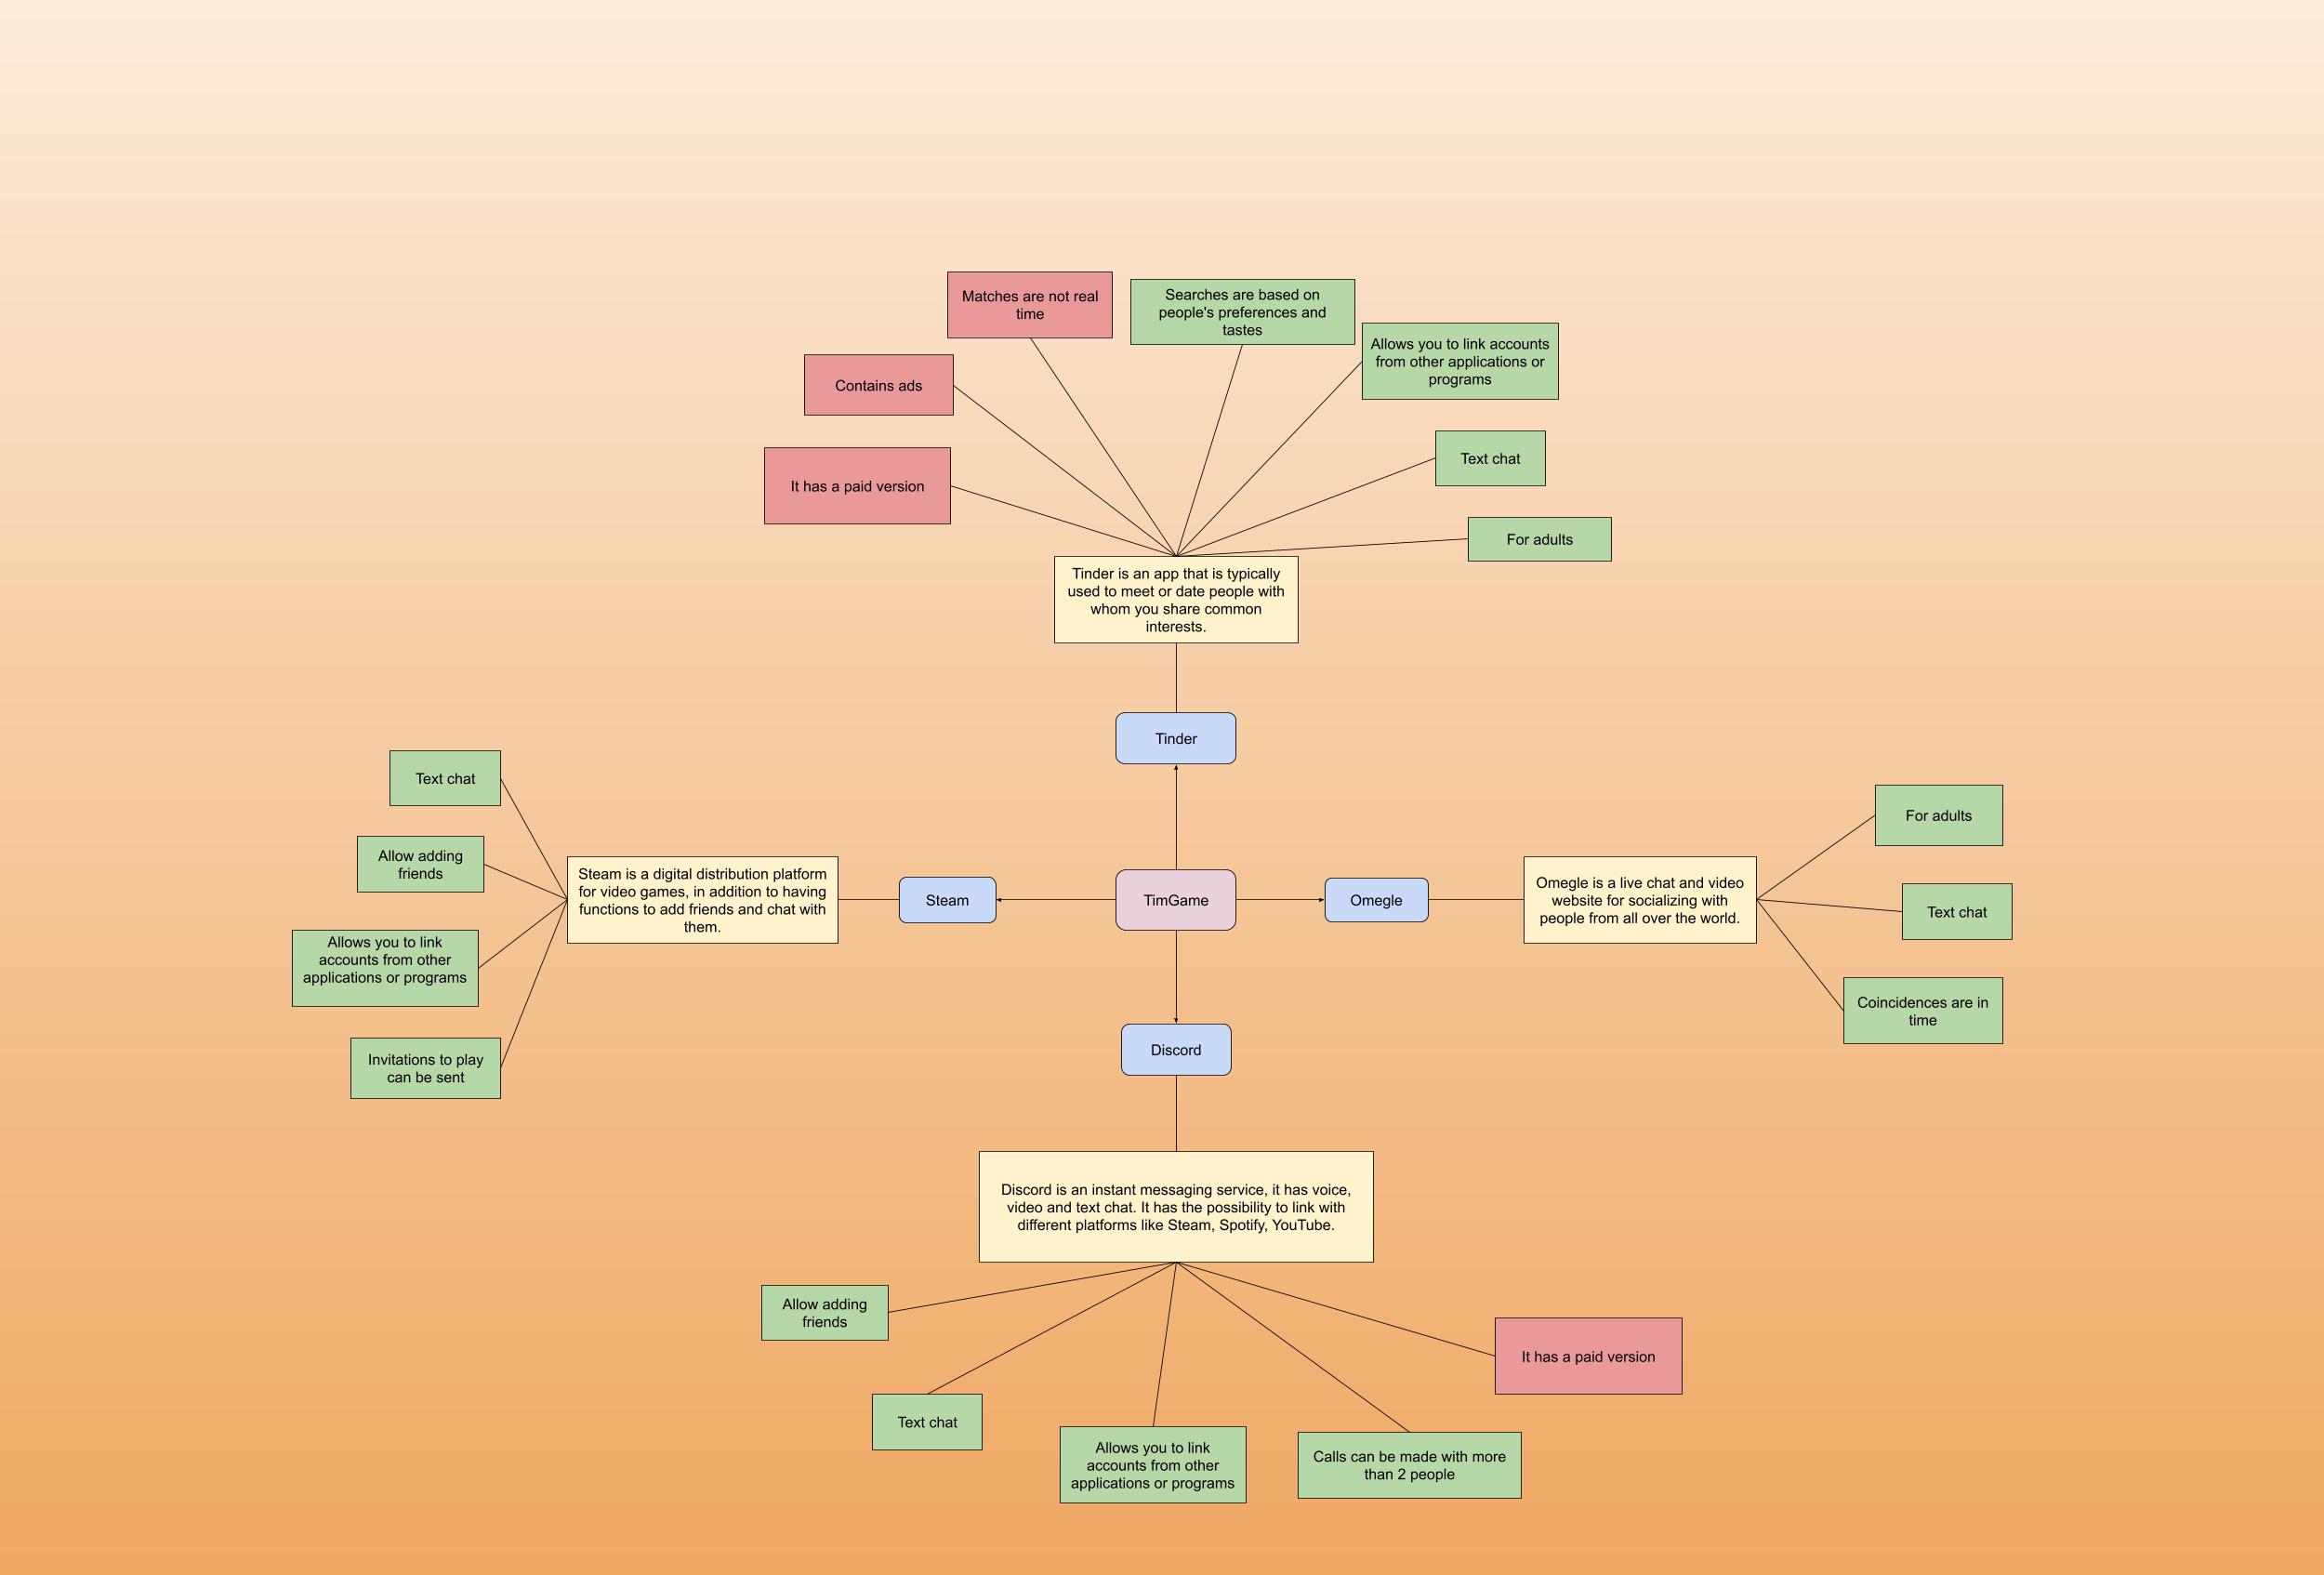 Matches are not real
time
Searches are based on
people's preferences and
tastes
Allows you to link accounts
from other applications or
programs
Contains ads
Text chat
It has a paid version
For adults
Tinder is an app that is typically
used to meet or date people with
whom you share common
interests.
Tinder
Text chat
Allow adding
friends
Allows you to link
accounts from other
applications or programs
Invitations to play
can be sent
Steam is a digital distribution platform
for video games, in addition to having
functions to add friends and chat with
them.
Steam
TimGame
Omegle
Omegle is a live chat and video
website for socializing with
people from all over the world.
For adults
Text chat
Coincidences are in
time
Discord
Discord is an instant messaging service, it has voice,
video and text chat. It has the possibility to link with
different platforms like Steam, Spotify, YouTube.
Allow adding
friends
Text chat
Allows you to link
accounts from other
applications or programs
Calls can be made with more
than 2 people
It has a paid version